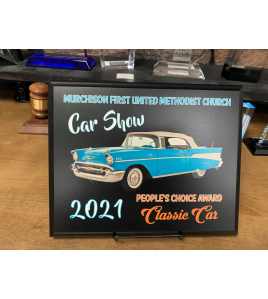 MURCHISON FIRST UNITED METHODIST CHURCH
Car Show
PEOPLE'S CHOICE AWARD
2021
Classic Car